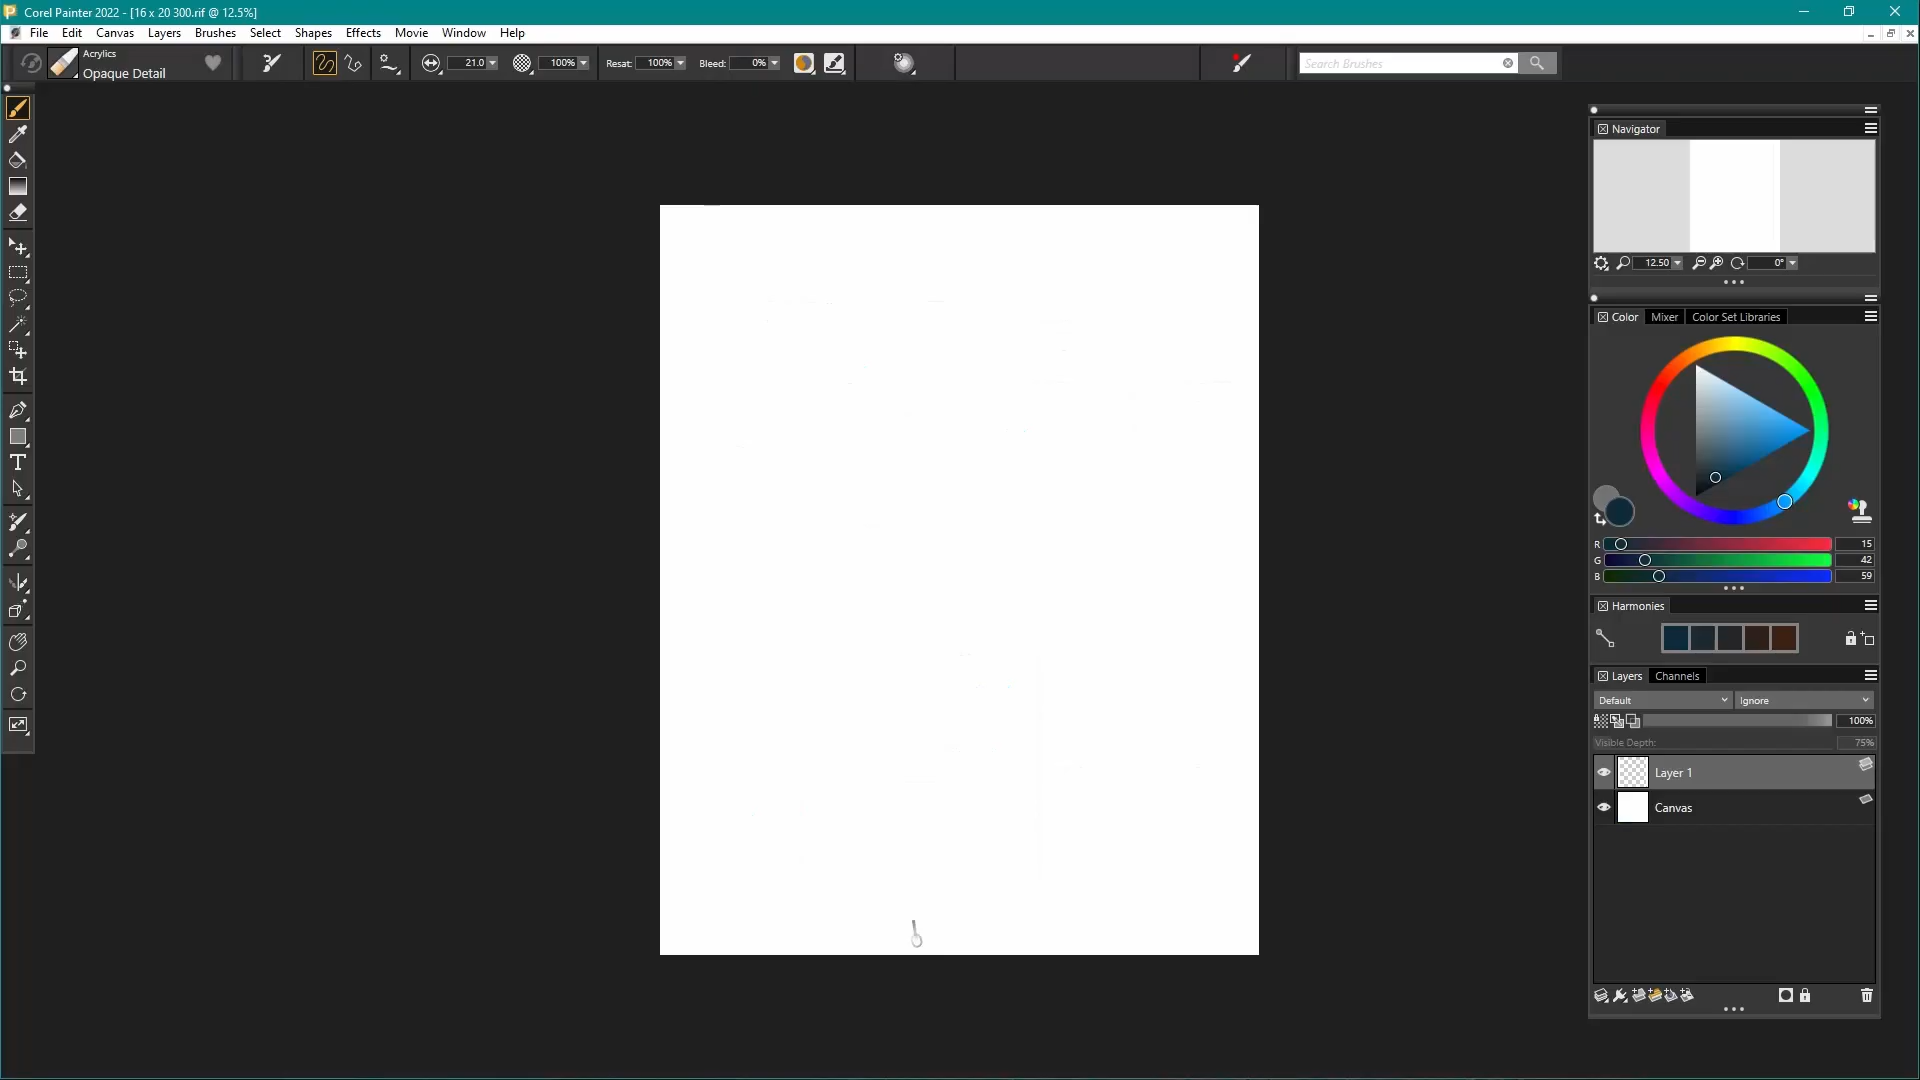 Corel Painter 2022 - [16 x 20 300.rif @ 12.5%]
File Edit Canvas Layers Brushes Select Shapes Effects Movie Window Help
Acrylics
Opaque Detail
21.0 100% Resat: 100% Bleed: 0% Search Brushes
Navigator
12.50 0°
Color Mixer Color Set Libraries
R 15
G 42
B 59
Harmonies
Layers Channels
Default Ignore
100%
Visible Depth: 75%
Layer 1
Canvas